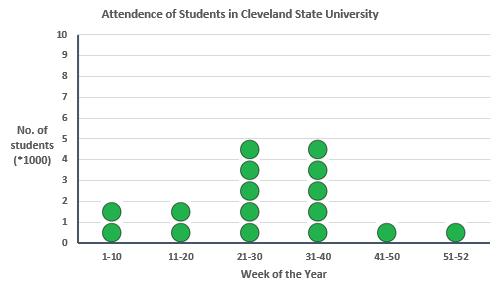 Attendence of Students in Cleveland State University
10
9
8
7
6
5
4
3
2
1
0
No. of
students
(*1000)
1-10 11-20 21-30 31-40 41-50 51-52
Week of the Year